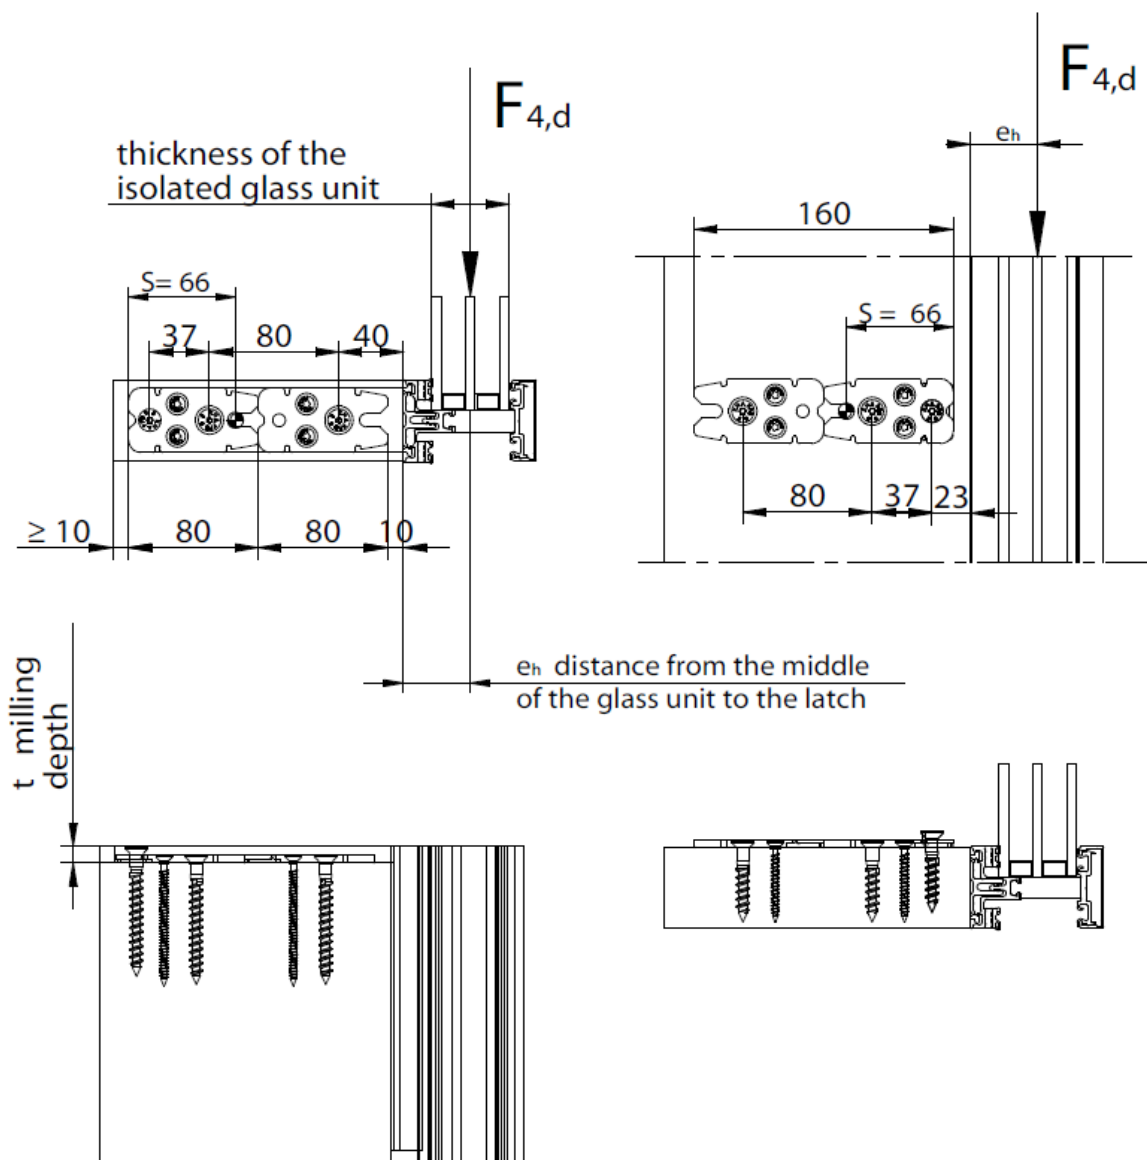 F4,d
thickness of the
isolated glass unit
S= 66
37
80
40
≥ 10
80
80
10
F4,d
eh
160
S = 66
80
37
23
eh distance from the middle
of the glass unit to the latch
t milling
depth